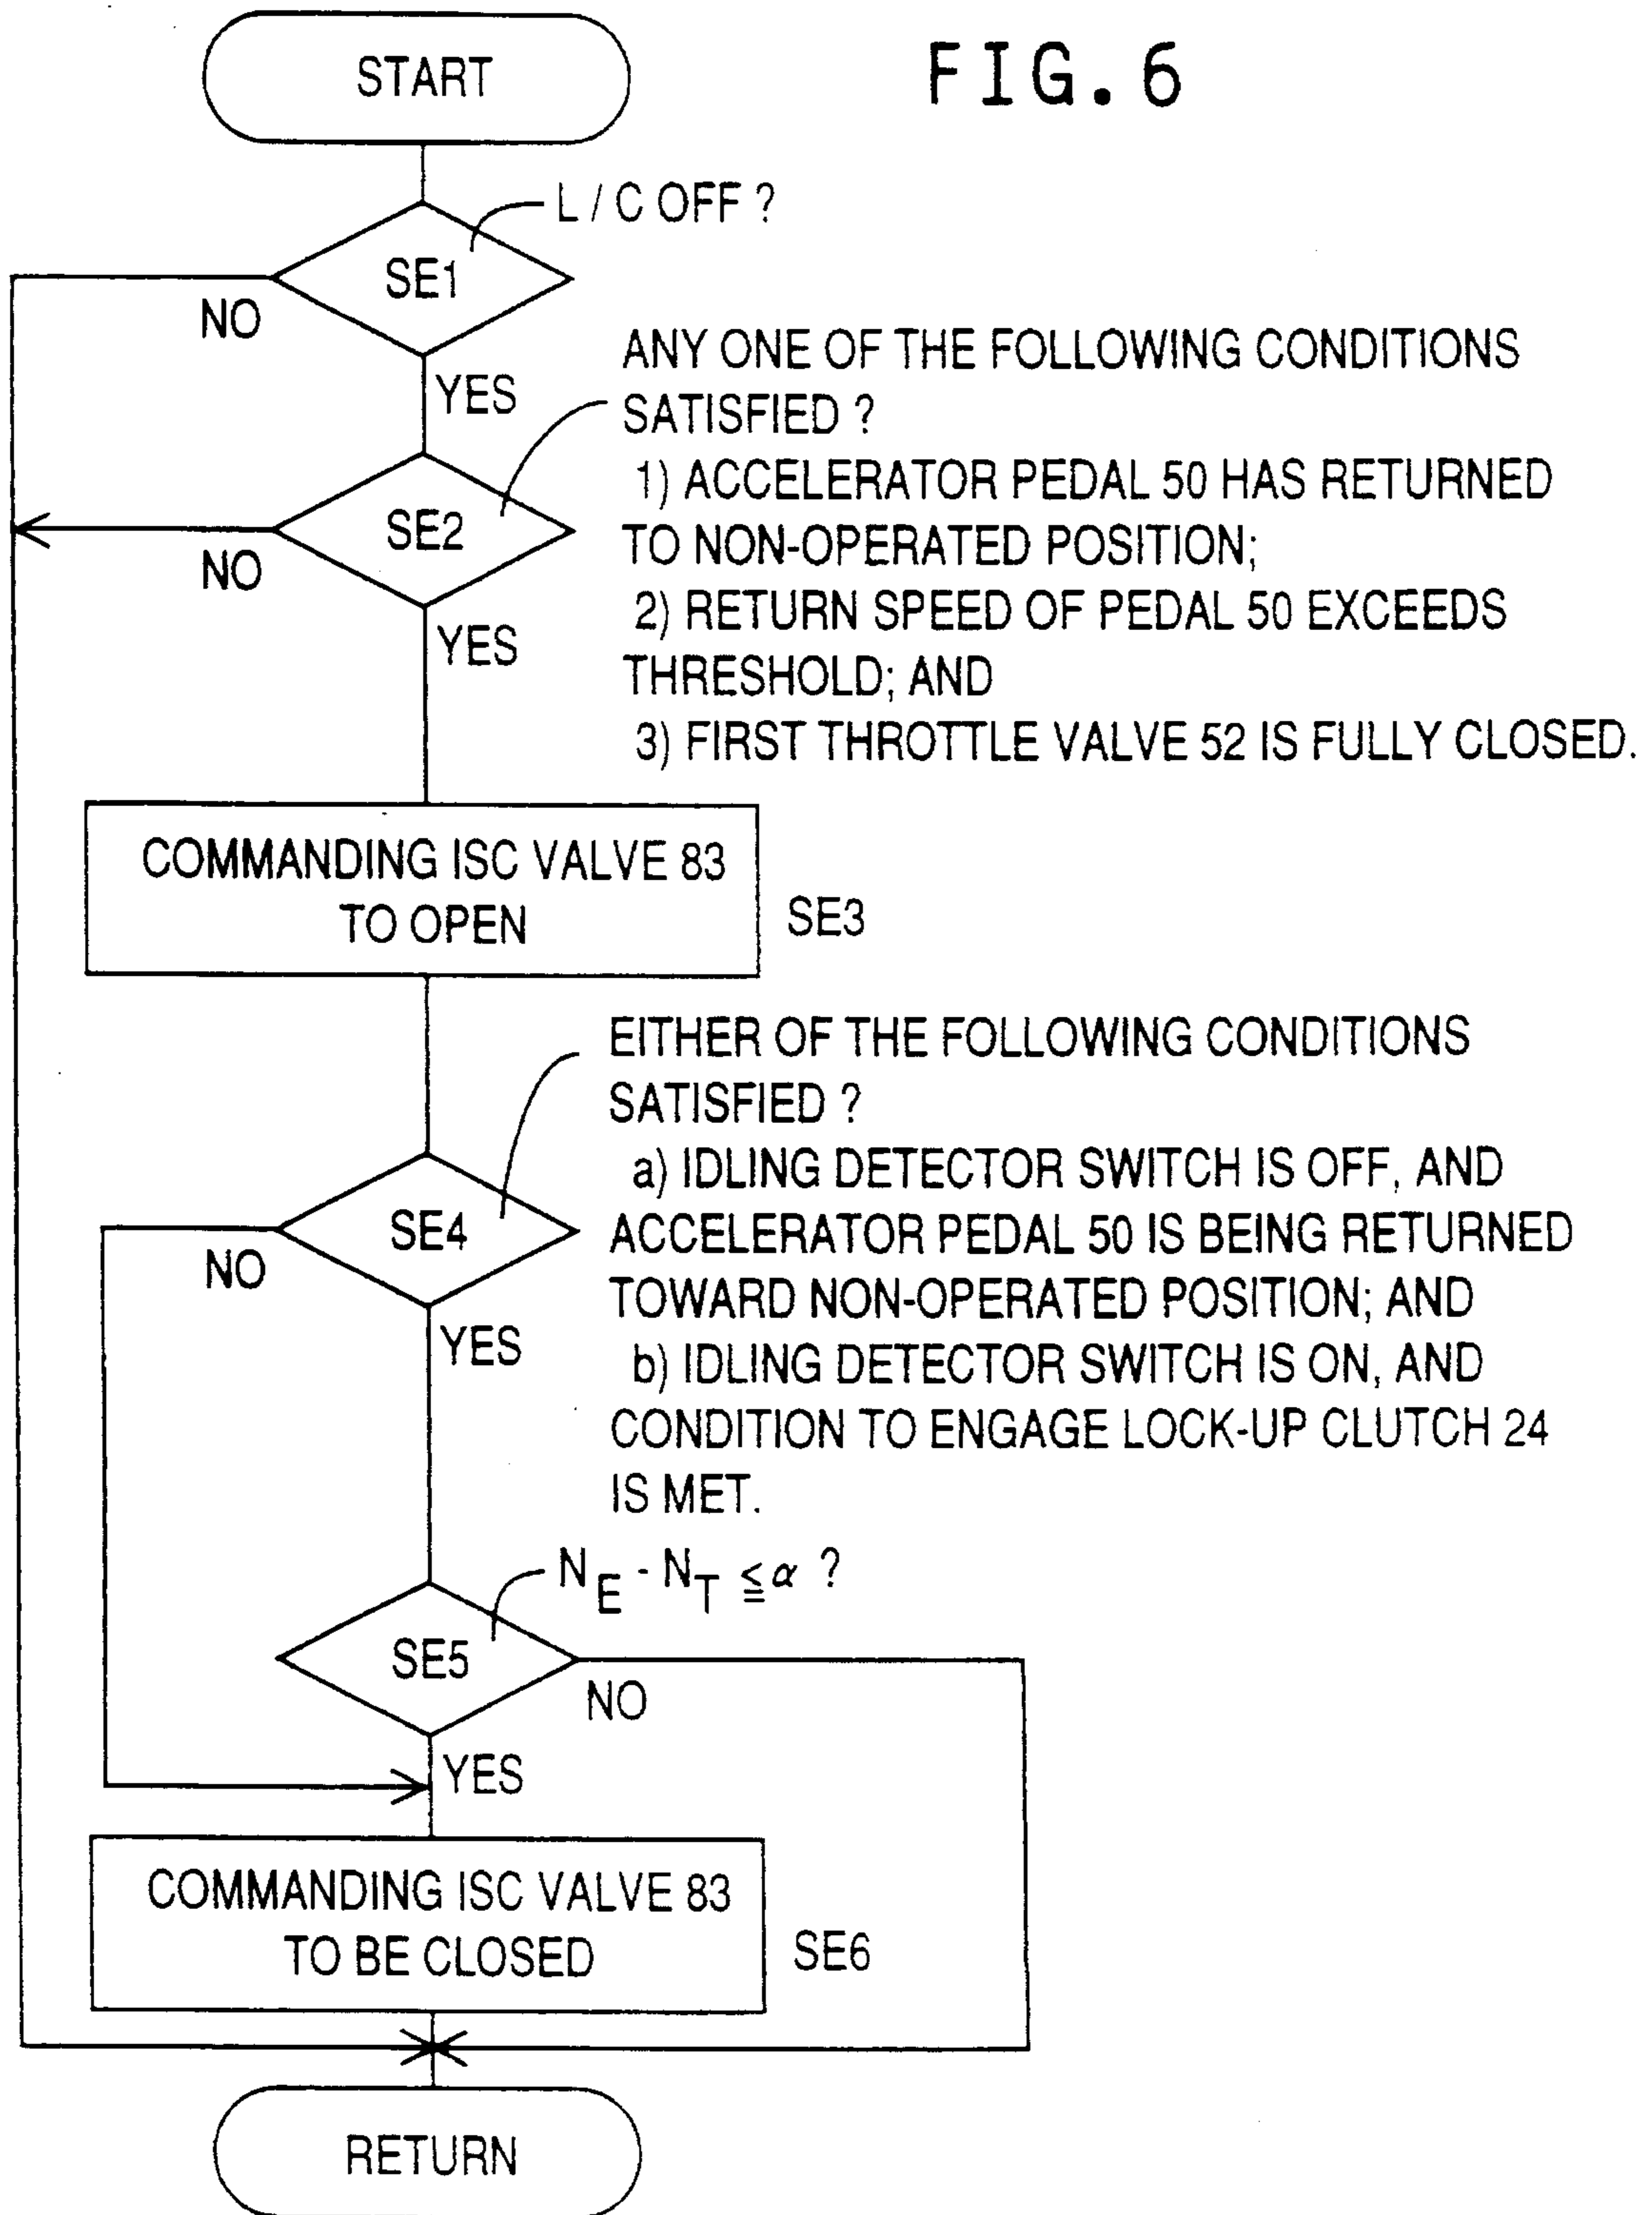 FIG. 6
START
L / C OFF ?
SE1
NO
YES
ANY ONE OF THE FOLLOWING CONDITIONS
SATISFIED ?
1) ACCELERATOR PEDAL 50 HAS RETURNED
TO NON-OPERATED POSITION;
2) RETURN SPEED OF PEDAL 50 EXCEEDS
THRESHOLD; AND
3) FIRST THROTTLE VALVE 52 IS FULLY CLOSED.
SE2
NO
YES
COMMANDING ISC VALVE 83
TO OPEN
SE3
EITHER OF THE FOLLOWING CONDITIONS
SATISFIED ?
a) IDLING DETECTOR SWITCH IS OFF, AND
ACCELERATOR PEDAL 50 IS BEING RETURNED
TOWARD NON-OPERATED POSITION; AND
b) IDLING DETECTOR SWITCH IS ON, AND
CONDITION TO ENGAGE LOCK-UP CLUTCH 24
IS MET.
SE4
NO
YES
N_E - N_T ≦ α ?
SE5
NO
YES
COMMANDING ISC VALVE 83
TO BE CLOSED
SE6
RETURN